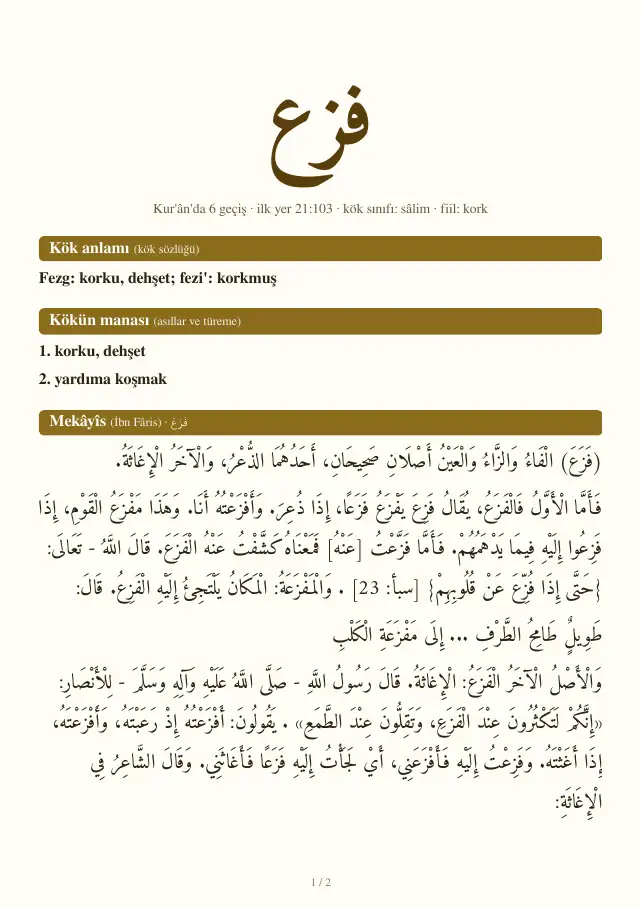 فزع
Kur'ân'da 6 geçiş · ilk yer 21:103 · kök sınıfı: sâlim · fiil: kork
Kök anlamı (kök sözlüğü)
Fezg: korku, dehşet; fezi': korkmuş
Kökün manası (asıllar ve türeme)
1. korku, dehşet
2. yardıma koşmak
Mekâyîs (İbn Fâris) · فَزَعَ
(فَزَعَ) الْفَاءُ وَالزَّاءُ وَالْعَيْنُ أَصْلَانِ صَحِيحَانِ، أَحَدُهُمَا الذُّعْرُ، وَالْآخَرُ الْإِغَاثَةُ.
فَأَمَّا الْأَوَّلُ فَالْفَزَعُ، يُقَالُ فَزِعَ يَفْزَعُ فَزَعًا، إِذَا ذُعِرَ. وَأَفْزَعْتُهُ أَنَا. وَهَذَا مَفْزَعُ الْقَوْمِ، إِذَا
فَزِعُوا إِلَيْهِ فِيمَا يَدْهَمُهُمْ. فَأَمَّا فَزَّعْتُ [عَنْهُ] فَمَعْنَاهُ كَشَّفْتُ عَنْهُ الْفَزَعَ. قَالَ اللَّهُ - تَعَالَى:
{حَتَّى إِذَا فُزِّعَ عَنْ قُلُوبِهِمْ} [سبأ: 23] . وَالْمَفْزَعَةُ: الْمَكَانُ يَلْتَجِئُ إِلَيْهِ الْفَزِعُ. قَالَ:
طَوِيلٌ طَامِحُ الطَّرْفِ ... إِلَى مَفْزَعَةِ الْكَلْبِ
وَالْأَصْلُ الْآخَرُ الْفَزَعُ: الْإِغَاثَةُ. قَالَ رَسُولُ اللَّهِ - صَلَّى اللَّهُ عَلَيْهِ وَآلِهِ وَسَلَّمَ - لِلْأَنْصَارِ:
«إِنَّكُمْ لَتَكْثُرُونَ عِنْدَ الْفَزَعِ، وَتَقِلُّونَ عِنْدَ الطَّمَعِ» . يَقُولُونَ: أَفْزَعْتُهُ إِذْ رَعَبْتَهُ، وَأَفْزَعْتَهُ،
إِذَا أَغَثْتَهُ. وَفَزِعْتُ إِلَيْهِ فَأَفْزَعَنِي، أَيْ لَجَأْتُ إِلَيْهِ فَزَعًا فَأَغَاثَنِي. وَقَالَ الشَّاعِرُ فِي
الْإِغَاثَةِ:
1 / 2